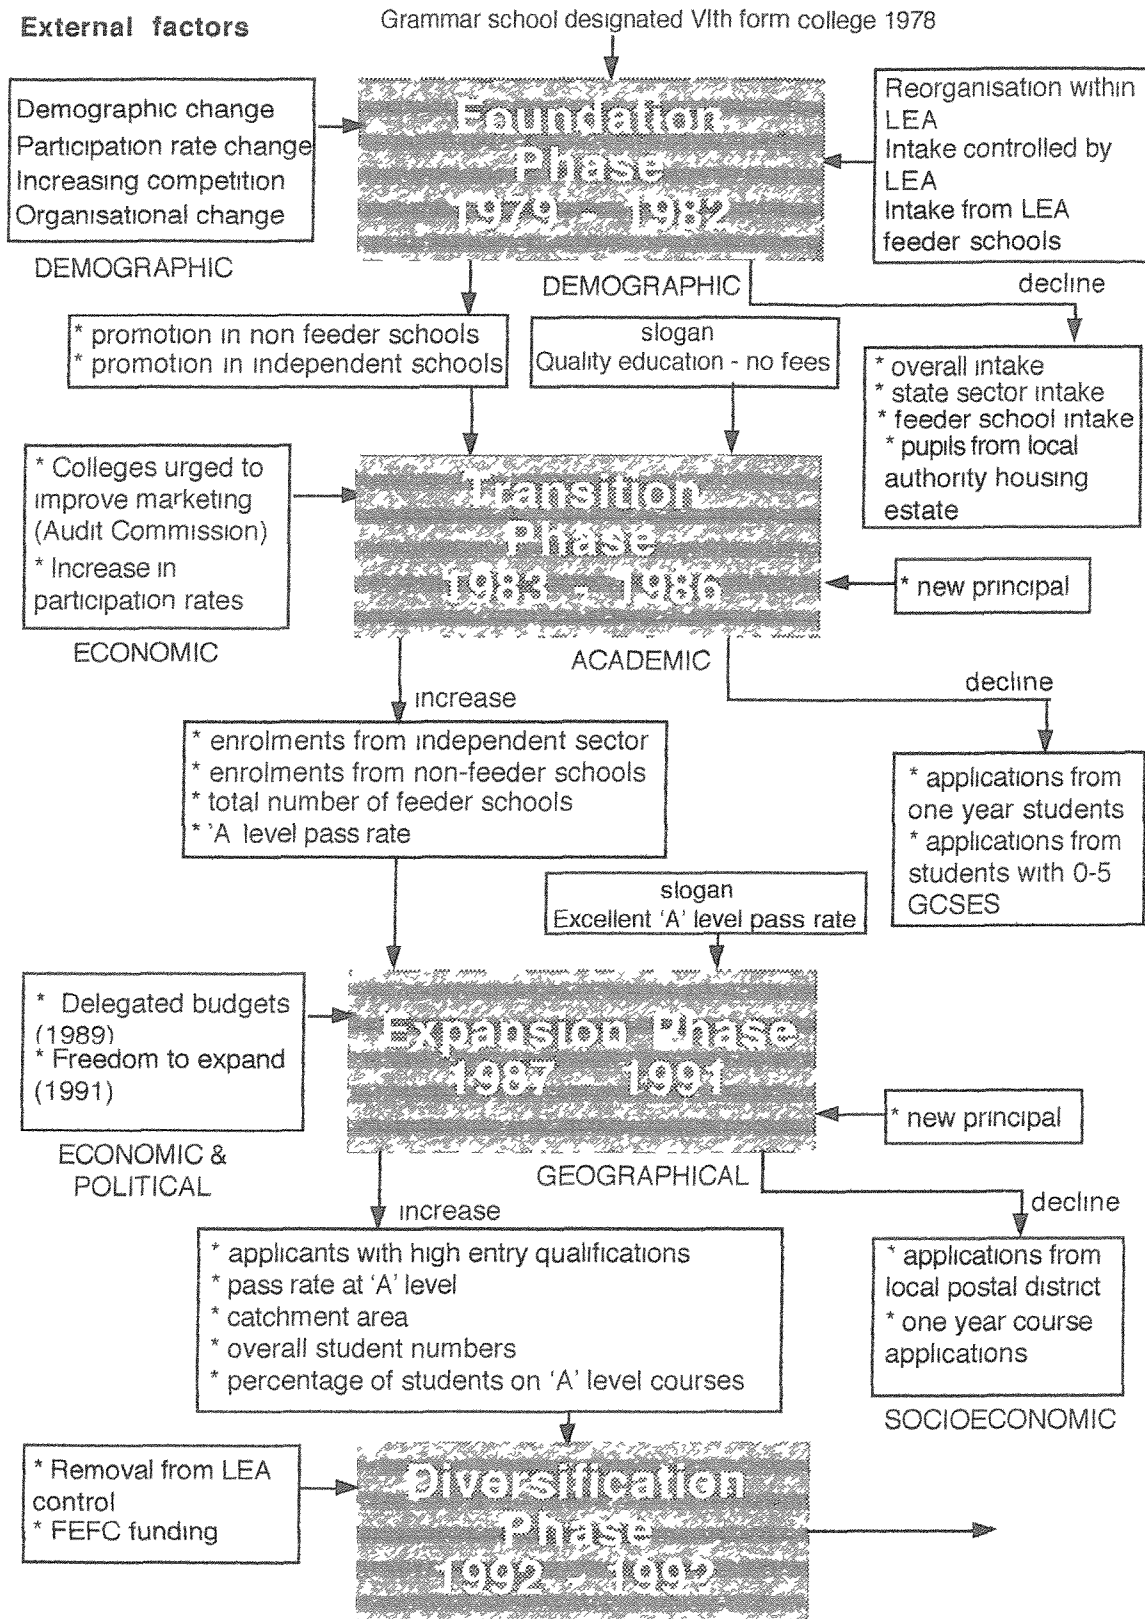 External factors
Grammar school designated VIth form college 1978
Demographic change
Participation rate change
Increasing competition
Organisational change
DEMOGRAPHIC
Foundation
Phase
1979 - 1982
Reorganisation within
LEA
Intake controlled by
LEA
Intake from LEA
feeder schools
DEMOGRAPHIC
decline
* promotion in non feeder schools
* promotion in independent schools
slogan
Quality education - no fees
* overall intake
* state sector intake
* feeder school intake
* pupils from local
authority housing
estate
* Colleges urged to
improve marketing
(Audit Commission)
* Increase in
participation rates
ECONOMIC
Transition
Phase
1983 - 1986
* new principal
ACADEMIC
decline
increase
* enrolments from independent sector
* enrolments from non-feeder schools
* total number of feeder schools
* 'A level pass rate
* applications from
one year students
* applications from
students with 0-5
GCSES
slogan
Excellent 'A' level pass rate
* Delegated budgets
(1989)
* Freedom to expand
(1991)
ECONOMIC &
POLITICAL
Expansion Phase
1987 1991
* new principal
GEOGRAPHICAL
decline
increase
* applicants with high entry qualifications
* pass rate at 'A' level
* catchment area
* overall student numbers
* percentage of students on 'A' level courses
* applications from
local postal district
* one year course
applications
SOCIOECONOMIC
* Removal from LEA
control
* FEFC funding
Diversification
Phase
1992 -